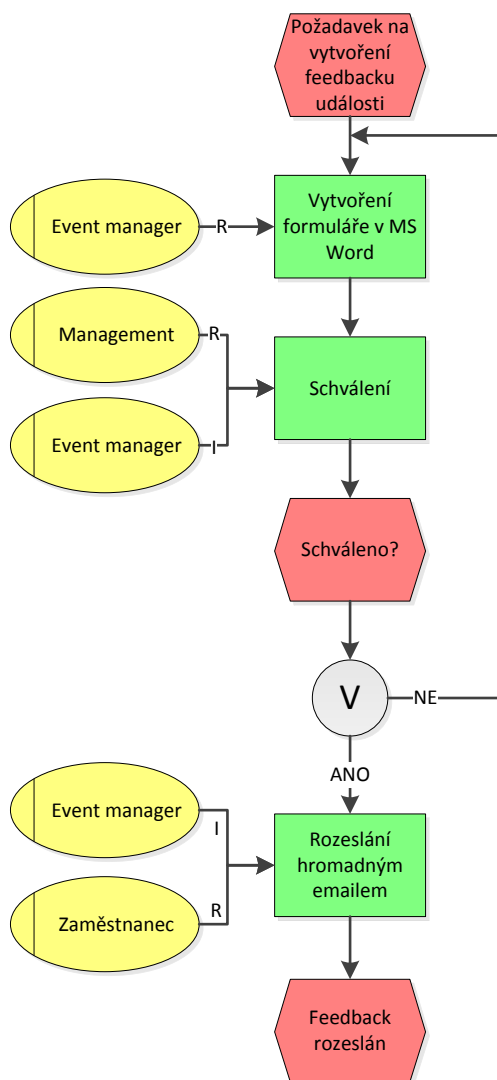 Požadavek na
vytvoření
feedbacku
události
Event manager
R
Vytvoření
formuláře v MS
Word
Management
R
Schválení
Event manager
I
Schváleno?
V
NE
ANO
Event manager
I
Rozeslání
hromadným
emailem
Zaměstnanec
R
Feedback
rozeslán